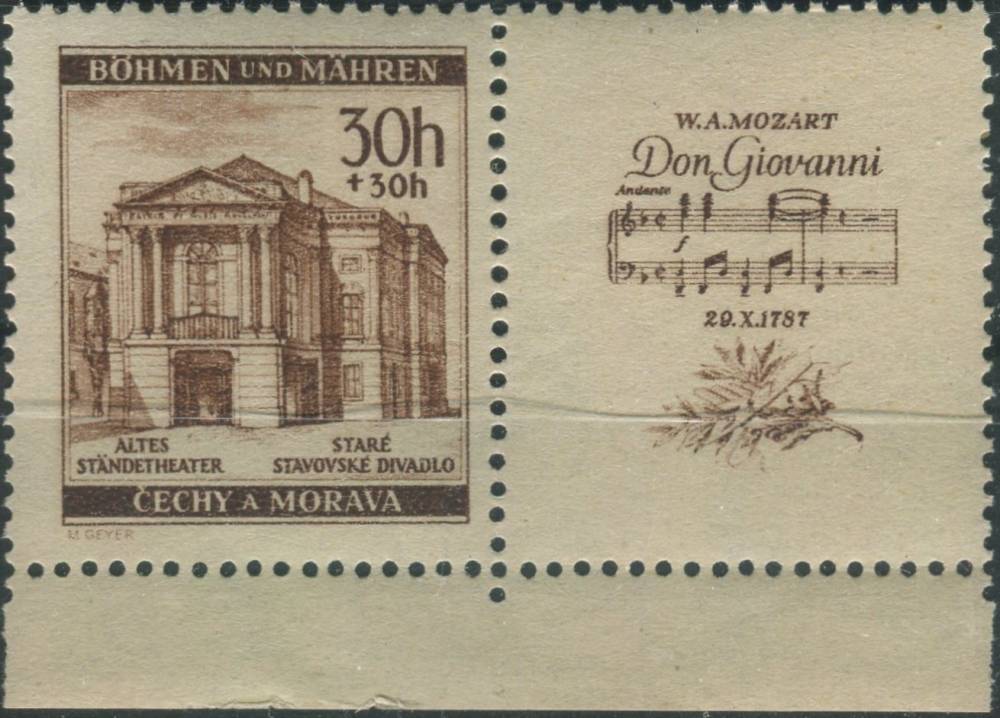 BÖHMEN UND MÄHREN
30h
+30h
ALTES
STÄNDETHEATER
STARÉ
STAVOVSKÉ DIVADLO
ČECHY A MORAVA
M. GEYER
W.A.MOZART
Don Giovanni
Andante
f
29.X.1787